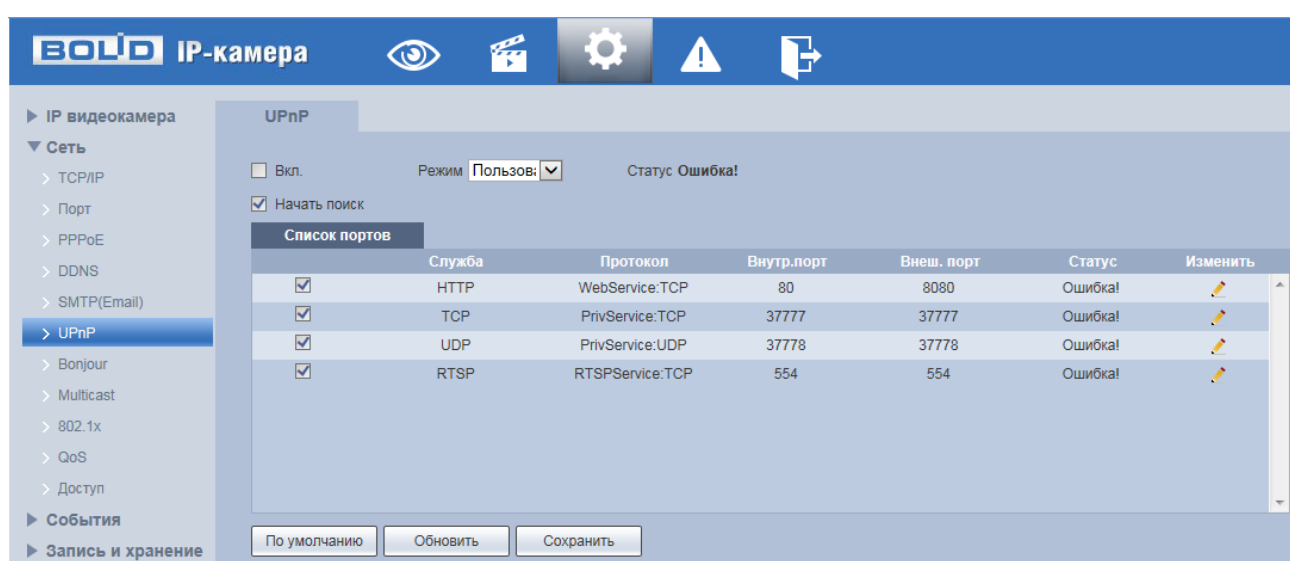 BOLID IP-камера
IP видеокамера
Сеть
TCP/IP
Порт
PPPoE
DDNS
SMTP(Email)
UPnP
Bonjour
Multicast
802.1x
QoS
Доступ
События
Запись и хранение
UPnP
Вкл. Режим Пользова Статус Ошибка!
Начать поиск
Список портов
Служба Протокол Внутр.порт Внеш. порт Статус Изменить
HTTP WebService:TCP 80 8080 Ошибка!
TCP PrivService:TCP 37777 37777 Ошибка!
UDP PrivService:UDP 37778 37778 Ошибка!
RTSP RTSPService:TCP 554 554 Ошибка!
По умолчанию Обновить Сохранить